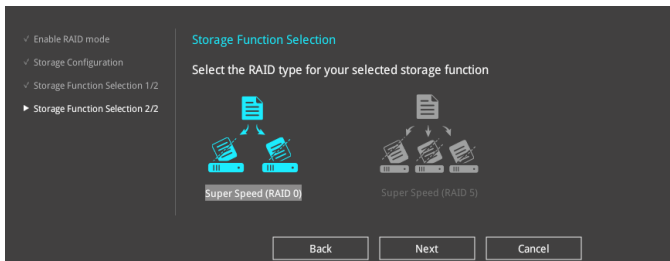 ✓ Enable RAID mode
✓ Storage Configuration
✓ Storage Function Selection 1/2
► Storage Function Selection 2/2
Storage Function Selection
Select the RAID type for your selected storage function
Super Speed (RAID 0)
Super Speed (RAID 5)
Back
Next
Cancel